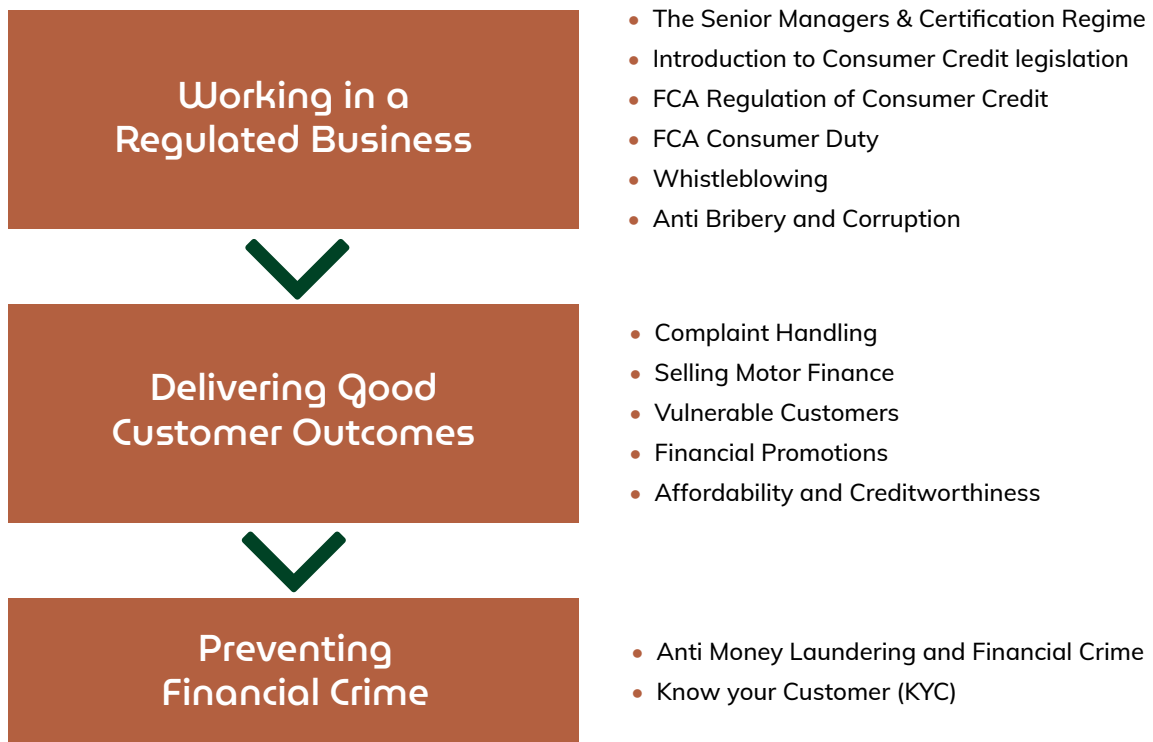 Working in a
Regulated Business
• The Senior Managers & Certification Regime
• Introduction to Consumer Credit legislation
• FCA Regulation of Consumer Credit
• FCA Consumer Duty
• Whistleblowing
• Anti Bribery and Corruption
Delivering Good
Customer Outcomes
• Complaint Handling
• Selling Motor Finance
• Vulnerable Customers
• Financial Promotions
• Affordability and Creditworthiness
Preventing
Financial Crime
• Anti Money Laundering and Financial Crime
• Know your Customer (KYC)